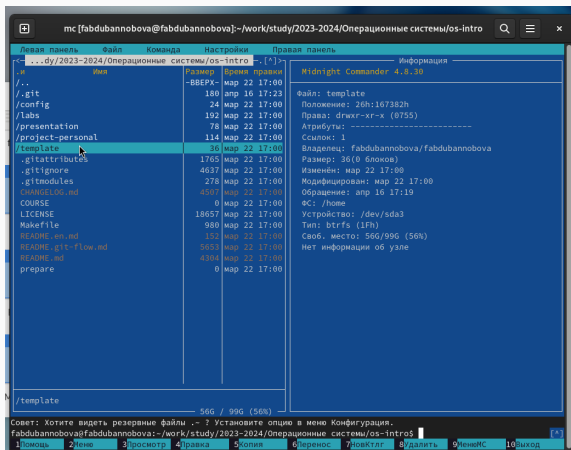 mc [fabdubannobova@fabdubannobova]:~/work/study/2023-2024/Операционные системы/os-intro
Левая панель Файл Команда Настройки Правая панель
<— ...dy/2023-2024/Операционные системы/os-intro —.[^]>
.и Имя Размер Время правки
/.. -ВВЕРХ- мар 22 17:00
/.git 180 апр 16 17:23
/config 24 мар 22 17:00
/labs 192 мар 22 17:00
/presentation 78 мар 22 17:00
/project-personal 114 мар 22 17:00
/template 36 мар 22 17:00
.gitattributes 1765 мар 22 17:00
.gitignore 4637 мар 22 17:00
.gitmodules 278 мар 22 17:00
CHANGELOG.md 4507 мар 22 17:00
COURSE 0 мар 22 17:00
LICENSE 18657 мар 22 17:00
Makefile 980 мар 22 17:00
README.en.md 152 мар 22 17:00
README.git-flow.md 5653 мар 22 17:00
README.md 4304 мар 22 17:00
prepare 0 мар 22 17:00
/template
56G / 99G (56%)
Информация
Midnight Commander 4.8.30
Файл: template
Положение: 26h:167382h
Права: drwxr-xr-x (0755)
Атрибуты: ------------------------
Ссылок: 1
Владелец: fabdubannobova/fabdubannobova
Размер: 36(0 блоков)
Изменён: мар 22 17:00
Модифицирован: мар 22 17:00
Обращение: апр 16 17:19
ФС: /home
Устройство: /dev/sda3
Тип: btrfs (1Fh)
Своб. место: 56G/99G (56%)
Нет информации об узле
Совет: Хотите видеть резервные файлы .~ ? Установите опцию в меню Конфигурация.
fabdubannobova@fabdubannobova:~/work/study/2023-2024/Операционные системы/os-intro$ [^]
1Помощь 2Меню 3Просмотр 4Правка 5Копия 6Перенос 7НовКтлг 8Удалить 9МенюMC 10Выход